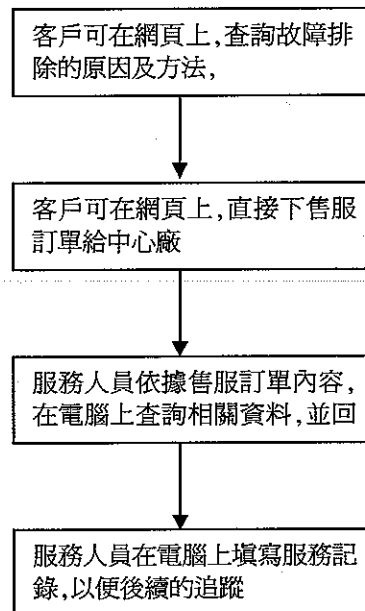 客戶可在網頁上,查詢故障排
除的原因及方法,
客戶可在網頁上,直接下售服
訂單給中心廠
服務人員依據售服訂單內容,
在電腦上查詢相關資料,並回
服務人員在電腦上填寫服務記
錄,以便後續的追蹤